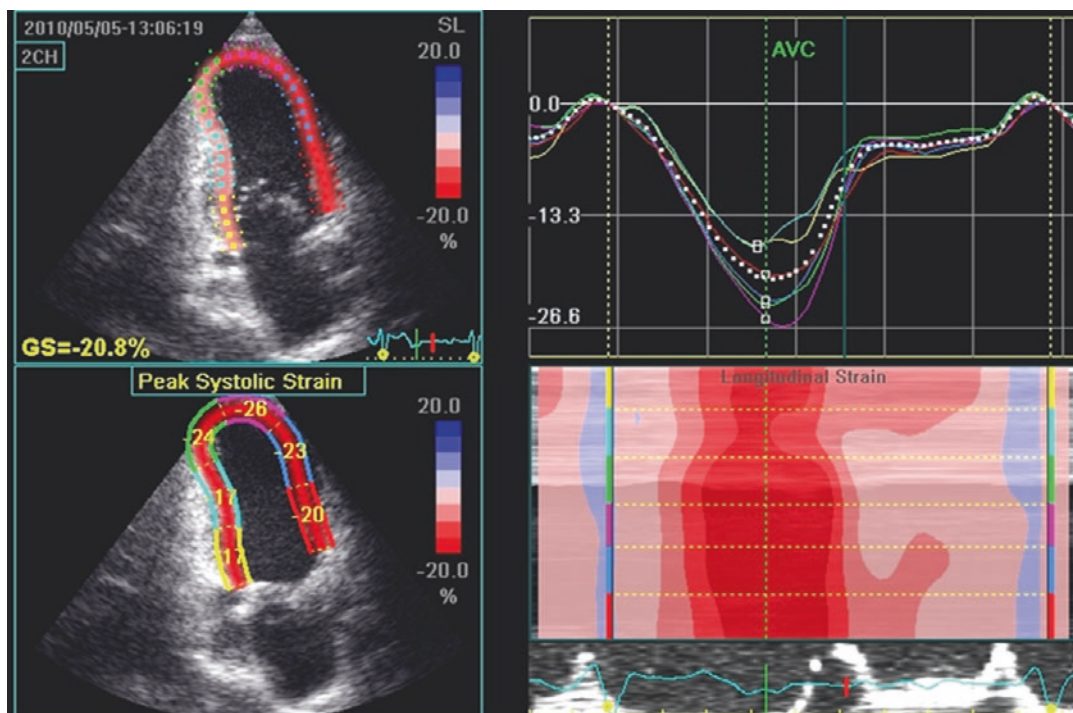 2010/05/05-13:06:19
2CH
SL
20.0
-20.0
%
GS=-20.8%
AVC
0.0
-13.3
-26.6
Peak Systolic Strain
20.0
-20.0
%
-26
-24
-23
-17
-20
-17
Longitudinal Strain